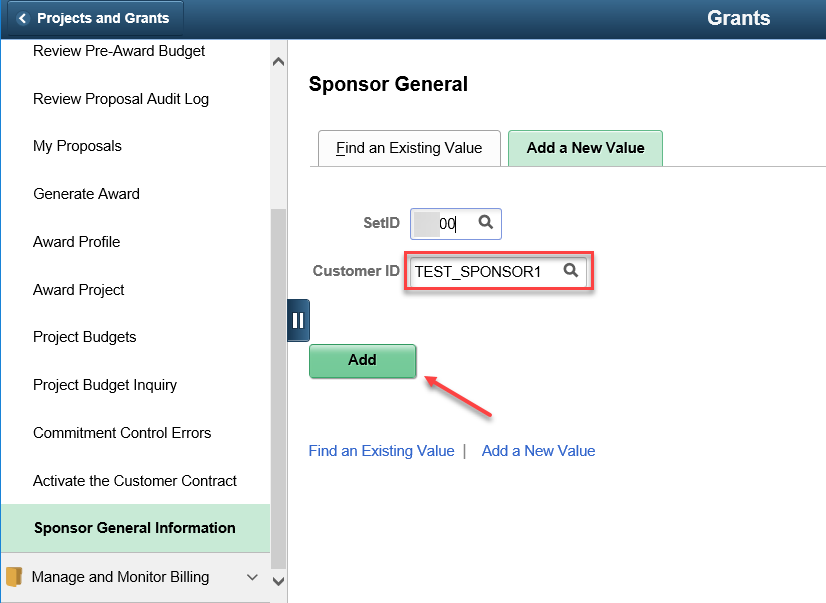 Projects and Grants
Grants
Review Pre-Award Budget
Review Proposal Audit Log
My Proposals
Generate Award
Award Profile
Award Project
Project Budgets
Project Budget Inquiry
Commitment Control Errors
Activate the Customer Contract
Sponsor General Information
Manage and Monitor Billing
Sponsor General
Find an Existing Value
Add a New Value
SetID 00
Customer ID TEST_SPONSOR1
Add
Find an Existing Value | Add a New Value